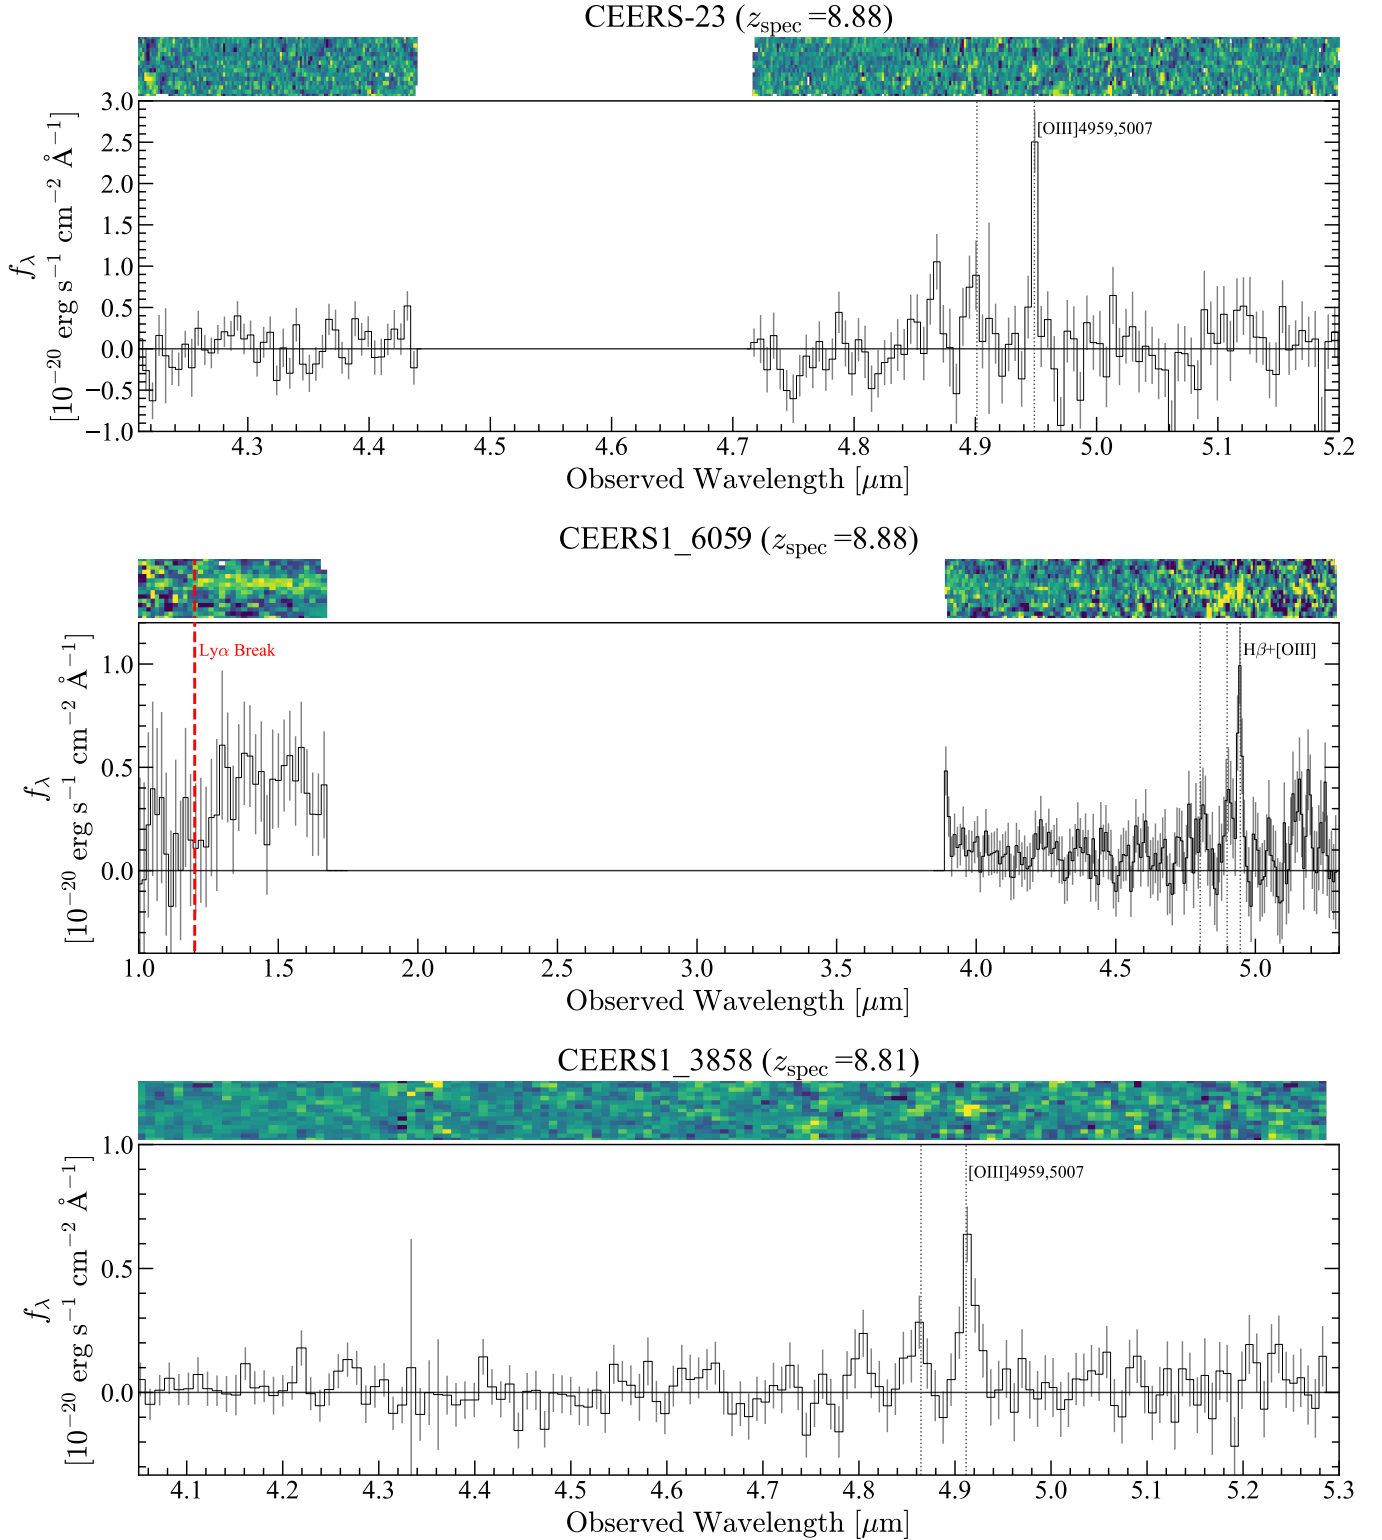 CEERS-23 (z_spec =8.88)
3.0
2.5
2.0
1.5
1.0
0.5
0.0
−0.5
−1.0
f_λ
[10⁻²⁰ erg s⁻¹ cm⁻² Å⁻¹]
[OIII]4959,5007
4.3 4.4 4.5 4.6 4.7 4.8 4.9 5.0 5.1 5.2
Observed Wavelength [μm]
CEERS1_6059 (z_spec =8.88)
1.0
0.5
0.0
f_λ
[10⁻²⁰ erg s⁻¹ cm⁻² Å⁻¹]
Lyα Break
Hβ+[OIII]
1.0 1.5 2.0 2.5 3.0 3.5 4.0 4.5 5.0
Observed Wavelength [μm]
CEERS1_3858 (z_spec =8.81)
1.0
0.5
0.0
f_λ
[10⁻²⁰ erg s⁻¹ cm⁻² Å⁻¹]
[OIII]4959,5007
4.1 4.2 4.3 4.4 4.5 4.6 4.7 4.8 4.9 5.0 5.1 5.2 5.3
Observed Wavelength [μm]